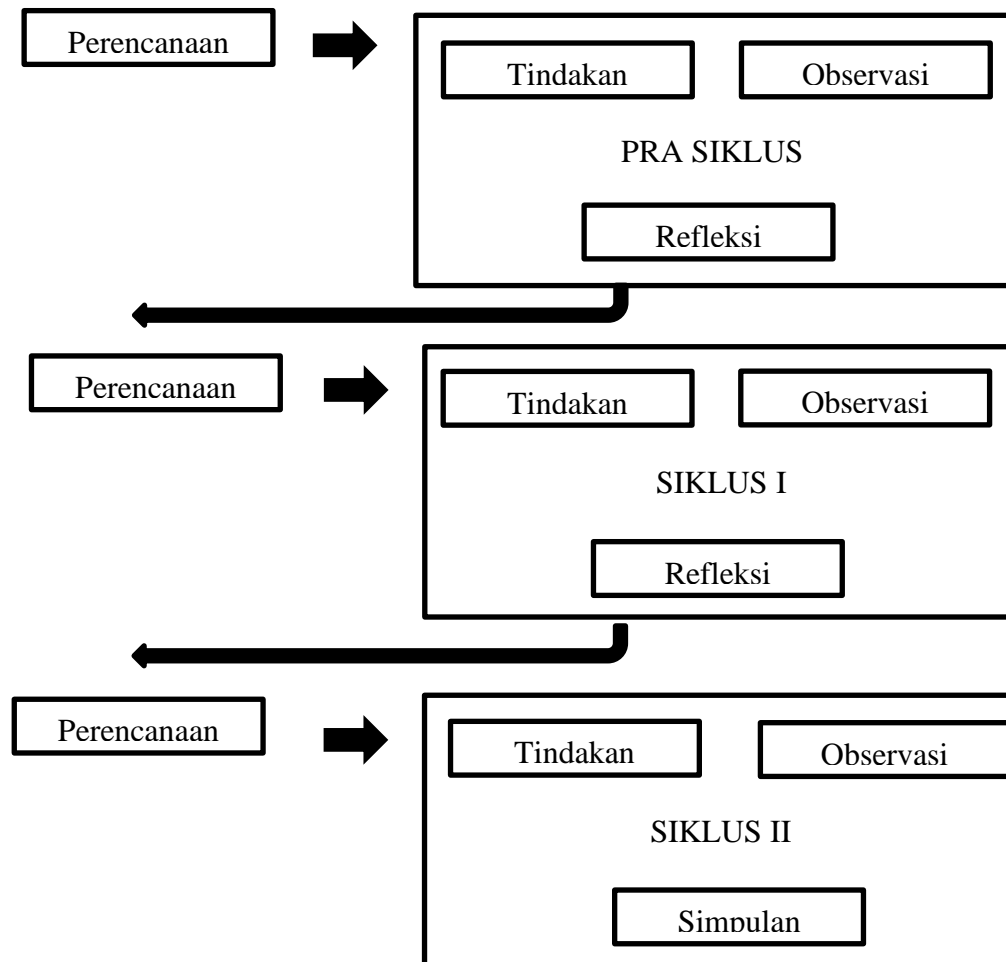 Perencanaan
Tindakan
Observasi
PRA SIKLUS
Refleksi
Perencanaan
Tindakan
Observasi
SIKLUS I
Refleksi
Perencanaan
Tindakan
Observasi
SIKLUS II
Simpulan